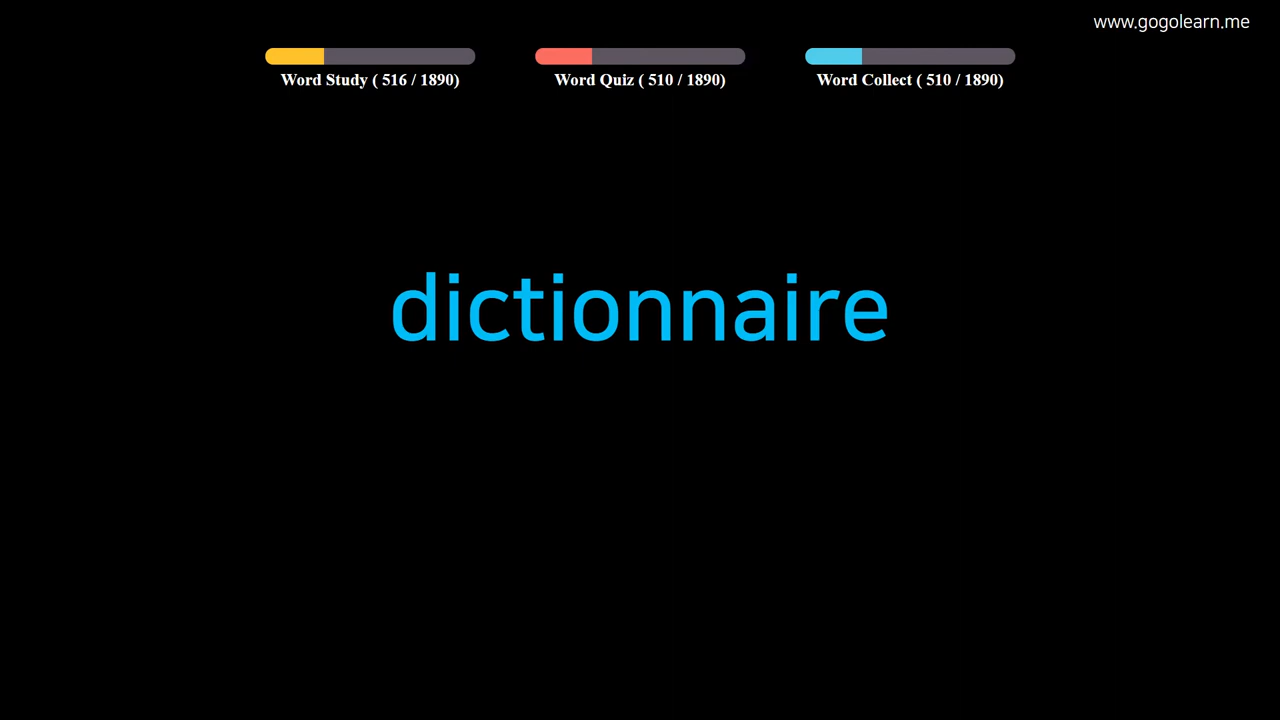 www.gogolearn.me
Word Study ( 516 / 1890)
Word Quiz ( 510 / 1890)
Word Collect ( 510 / 1890)
dictionnaire